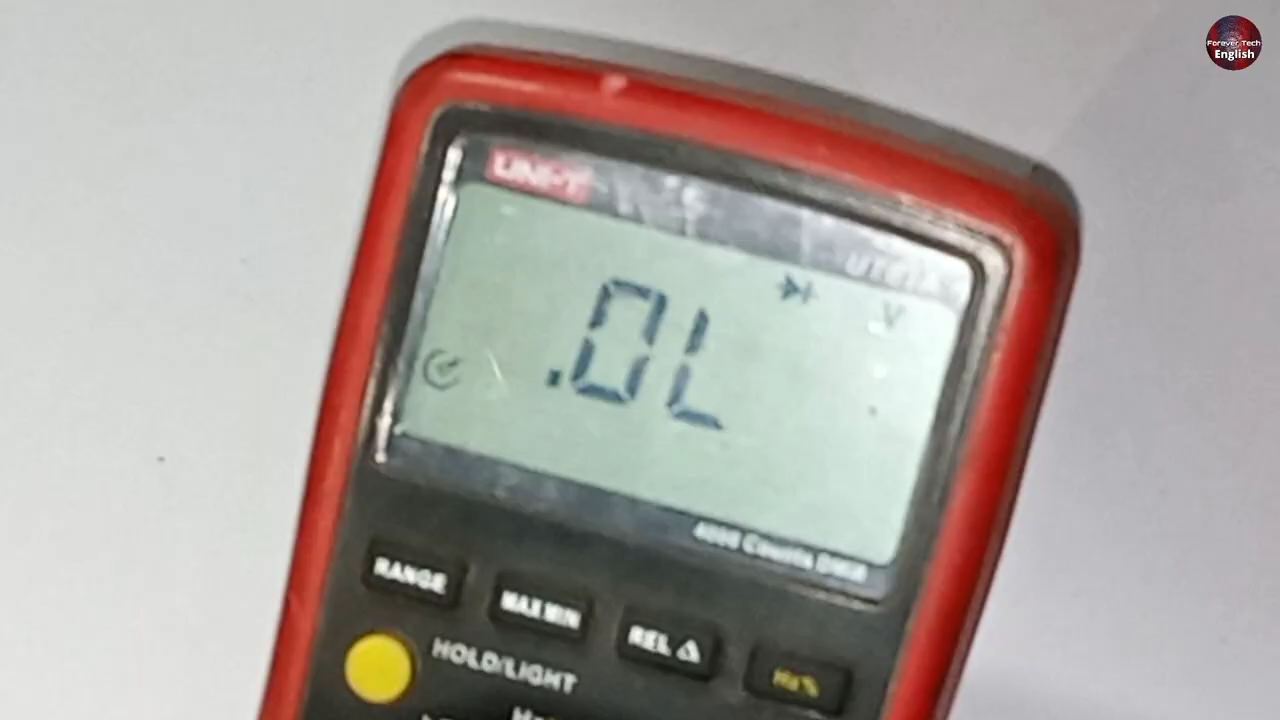 Forever Tech
English
UNI-T
V
.0L
4000 Counts DMM
RANGE
MAX MIN
REL △
Hz%
HOLD/LIGHT